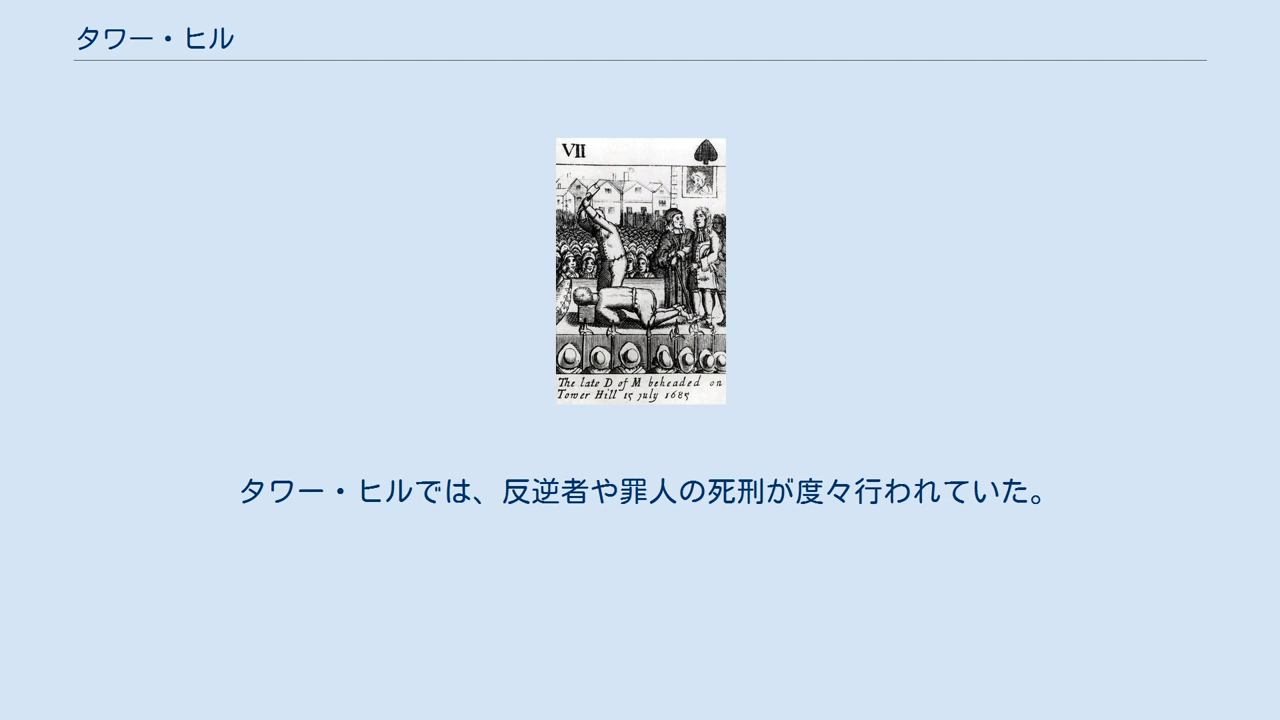 タワー・ヒル
VII
The late D of M beheaded on
Tower Hill 15 july 1685
タワー・ヒルでは、反逆者や罪人の死刑が度々行われていた。